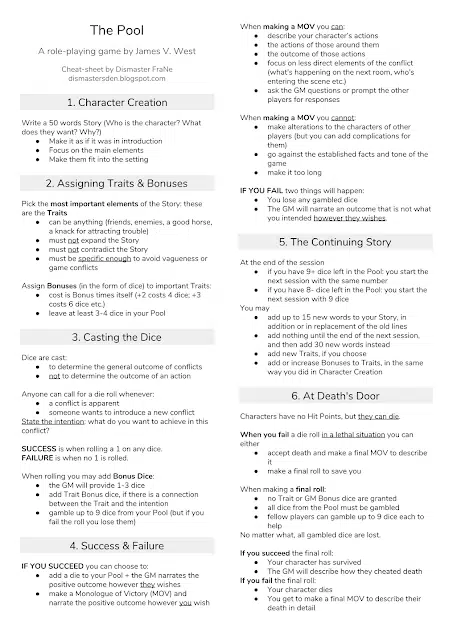 The Pool
A role-playing game by James V. West
Cheat-sheet by Dismaster FraNe
dismastersden.blogspot.com
1. Character Creation
Write a 50 words Story (Who is the character? What
does they want? Why?)
● Make it as if it was in introduction
● Focus on the main elements
● Make them fit into the setting
2. Assigning Traits & Bonuses
Pick the most important elements of the Story: these
are the Traits
● can be anything (friends, enemies, a good horse,
a knack for attracting trouble)
● must not expand the Story
● must not contradict the Story
● must be specific enough to avoid vagueness or
game conflicts
Assign Bonuses (in the form of dice) to important Traits:
● cost is Bonus times itself (+2 costs 4 dice; +3
costs 6 dice etc.)
● leave at least 3-4 dice in your Pool
3. Casting the Dice
Dice are cast:
● to determine the general outcome of conflicts
● not to determine the outcome of an action
Anyone can call for a die roll whenever:
● a conflict is apparent
● someone wants to introduce a new conflict
State the intention: what do you want to achieve in this
conflict?
SUCCESS is when rolling a 1 on any dice.
FAILURE is when no 1 is rolled.
When rolling you may add Bonus Dice:
● the GM will provide 1-3 dice
● add Trait Bonus dice, if there is a connection
between the Trait and the intention
● gamble up to 9 dice from your Pool (but if you
fail the roll you lose them)
4. Success & Failure
IF YOU SUCCEED you can choose to:
● add a die to your Pool + the GM narrates the
positive outcome however they wishes
● make a Monologue of Victory (MOV) and
narrate the positive outcome however you wish
When making a MOV you can:
● describe your character's actions
● the actions of those around them
● the outcome of those actions
● focus on less direct elements of the conflict
(what's happening on the next room, who's
entering the scene etc.)
● ask the GM questions or prompt the other
players for responses
When making a MOV you cannot:
● make alterations to the characters of other
players (but you can add complications for
them)
● go against the established facts and tone of the
game
● make it too long
IF YOU FAIL two things will happen:
● You lose any gambled dice
● The GM will narrate an outcome that is not what
you intended however they wishes.
5. The Continuing Story
At the end of the session
● if you have 9+ dice left in the Pool: you start the
next session with the same number
● if you have 8- dice left in the Pool: you start the
next session with 9 dice
You may
● add up to 15 new words to your Story, in
addition or in replacement of the old lines
● add nothing until the end of the next session,
and then add 30 new words instead
● add new Traits, if you choose
● add or increase Bonuses to Traits, in the same
way you did in Character Creation
6. At Death's Door
Characters have no Hit Points, but they can die.
When you fail a die roll in a lethal situation you can
either
● accept death and make a final MOV to describe
it
● make a final roll to save you
When making a final roll:
● no Trait or GM Bonus dice are granted
● all dice from the Pool must be gambled
● fellow players can gamble up to 9 dice each to
help
No matter what, all gambled dice are lost.
If you succeed the final roll:
● Your character has survived
● The GM will describe how they cheated death
If you fail the final roll:
● Your character dies
● You get to make a final MOV to describe their
death in detail